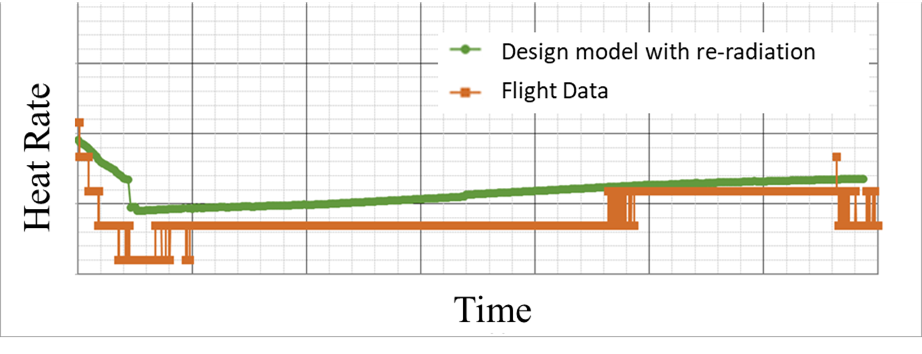 Design model with re-radiation
Flight Data
Heat Rate
Time